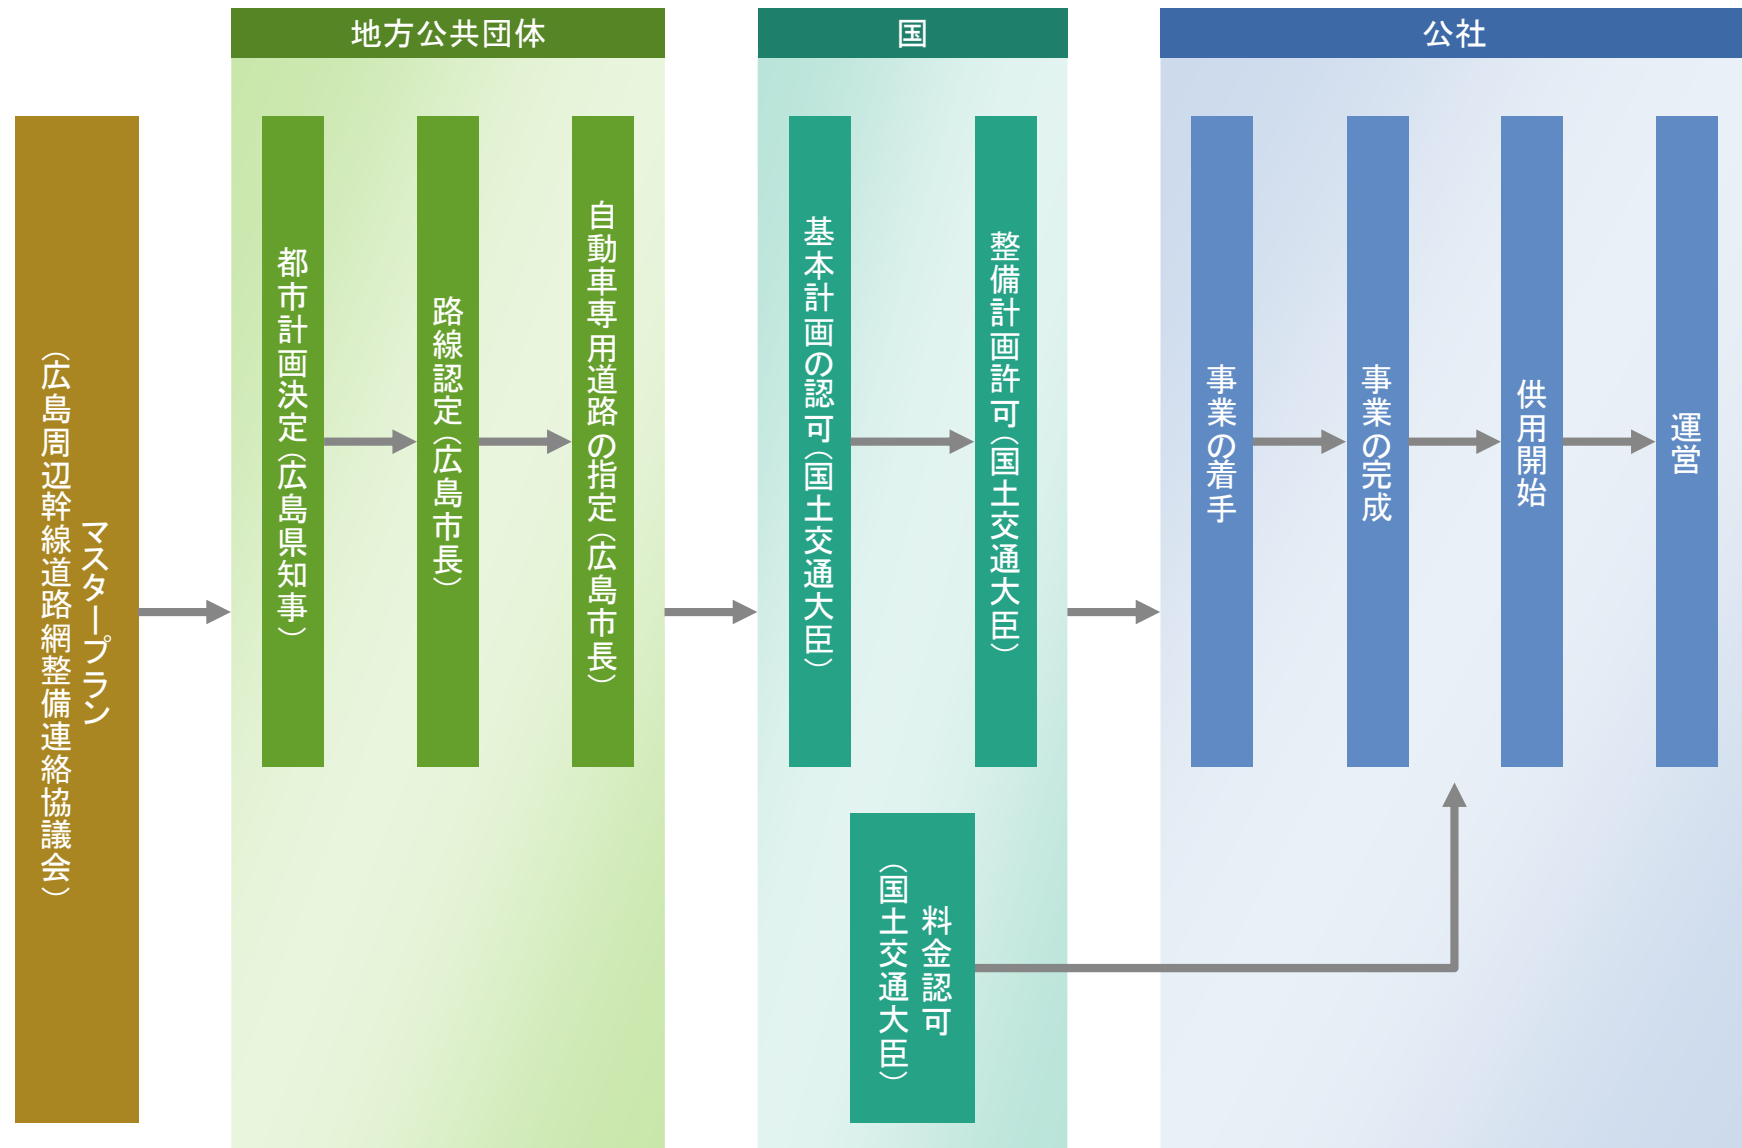 地方公共団体
国
公社
マスタープラン
（広島周辺幹線道路網整備連絡協議会）
都市計画決定（広島県知事）
路線認定（広島市長）
自動車専用道路の指定（広島市長）
基本計画の認可（国土交通大臣）
整備計画許可（国土交通大臣）
料金認可
（国土交通大臣）
事業の着手
事業の完成
供用開始
運営